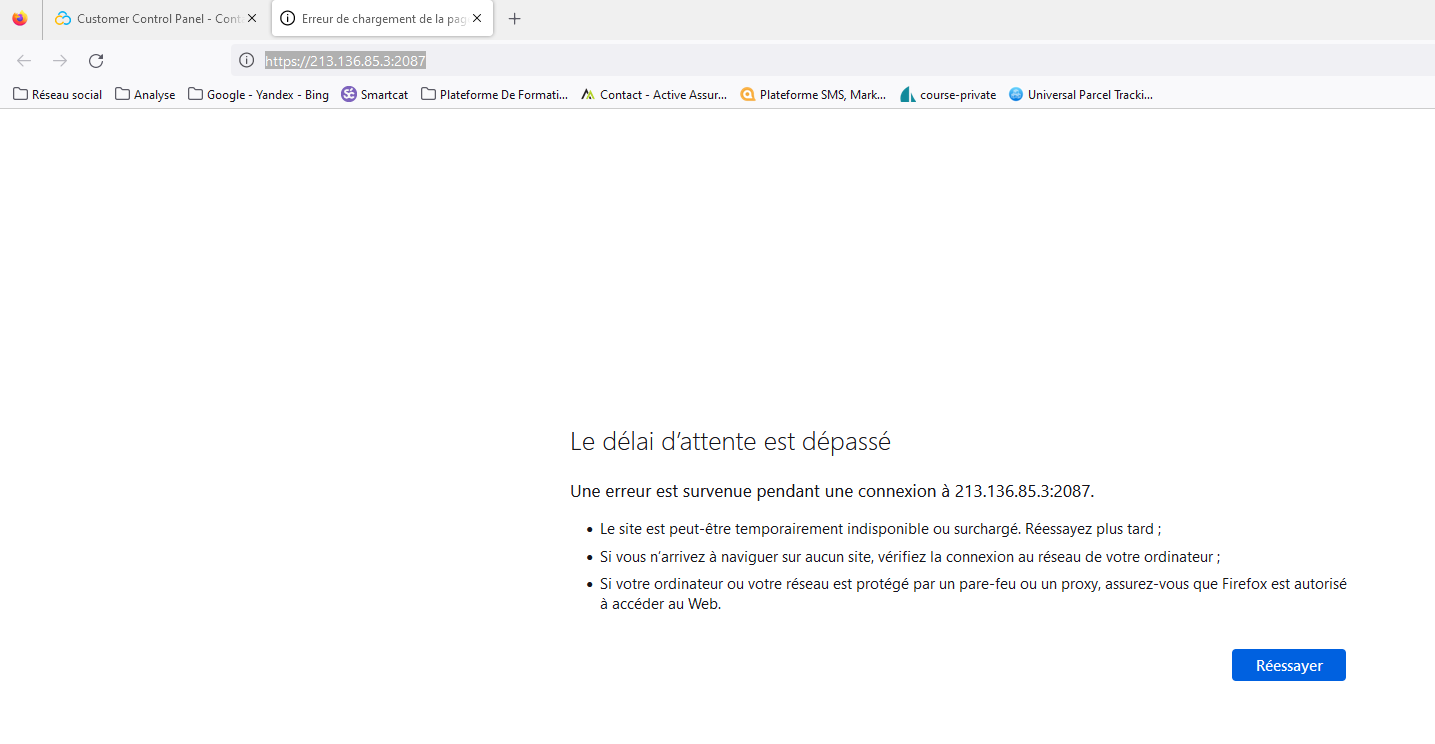 Customer Control Panel - Cont
Erreur de chargement de la pag
https://213.136.85.3:2087
Réseau social
Analyse
Google - Yandex - Bing
Smartcat
Plateforme De Formati...
Contact - Active Assur...
Plateforme SMS, Mark...
course-private
Universal Parcel Tracki...
Le délai d’attente est dépassé
Une erreur est survenue pendant une connexion à 213.136.85.3:2087.
• Le site est peut-être temporairement indisponible ou surchargé. Réessayez plus tard ;
• Si vous n’arrivez à naviguer sur aucun site, vérifiez la connexion au réseau de votre ordinateur ;
• Si votre ordinateur ou votre réseau est protégé par un pare-feu ou un proxy, assurez-vous que Firefox est autorisé
à accéder au Web.
Réessayer